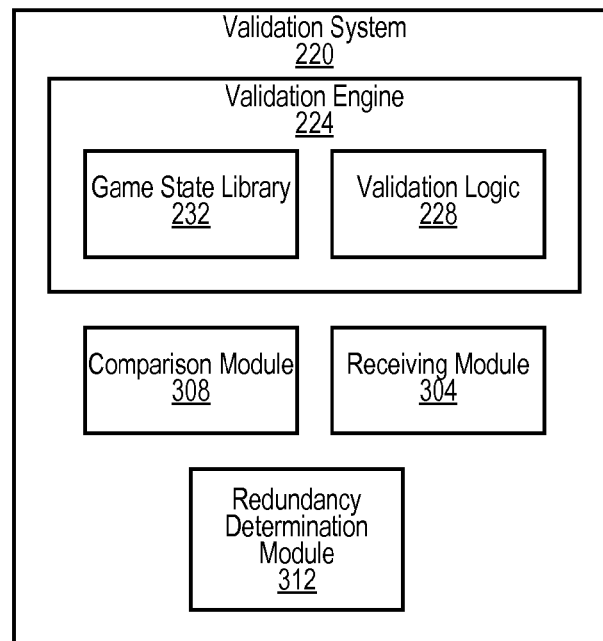 Validation System
220
Validation Engine
224
Game State Library
232
Validation Logic
228
Comparison Module
308
Receiving Module
304
Redundancy
Determination
Module
312